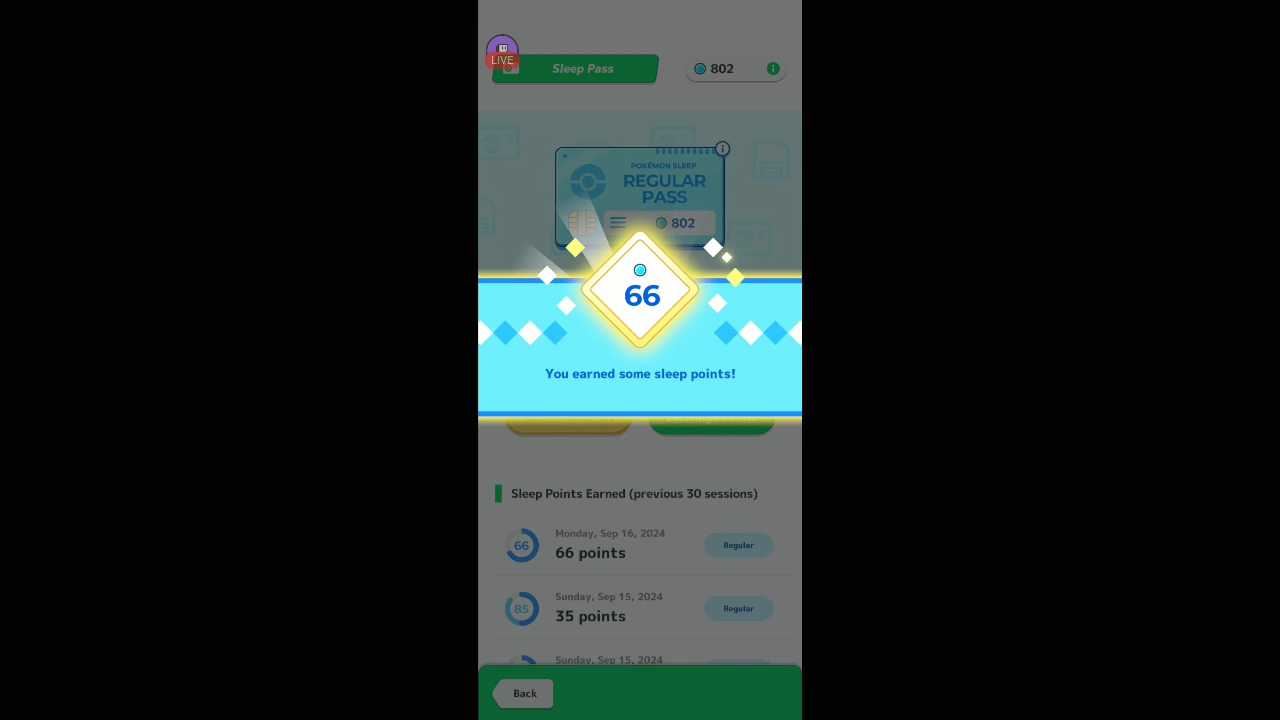 LIVE
Sleep Pass
802
POKÉMON SLEEP
REGULAR
PASS
802
66
You earned some sleep points!
Sleep Points Earned (previous 30 sessions)
66
Monday, Sep 16, 2024
66 points
Regular
85
Sunday, Sep 15, 2024
35 points
Regular
Sunday, Sep 15, 2024
Back